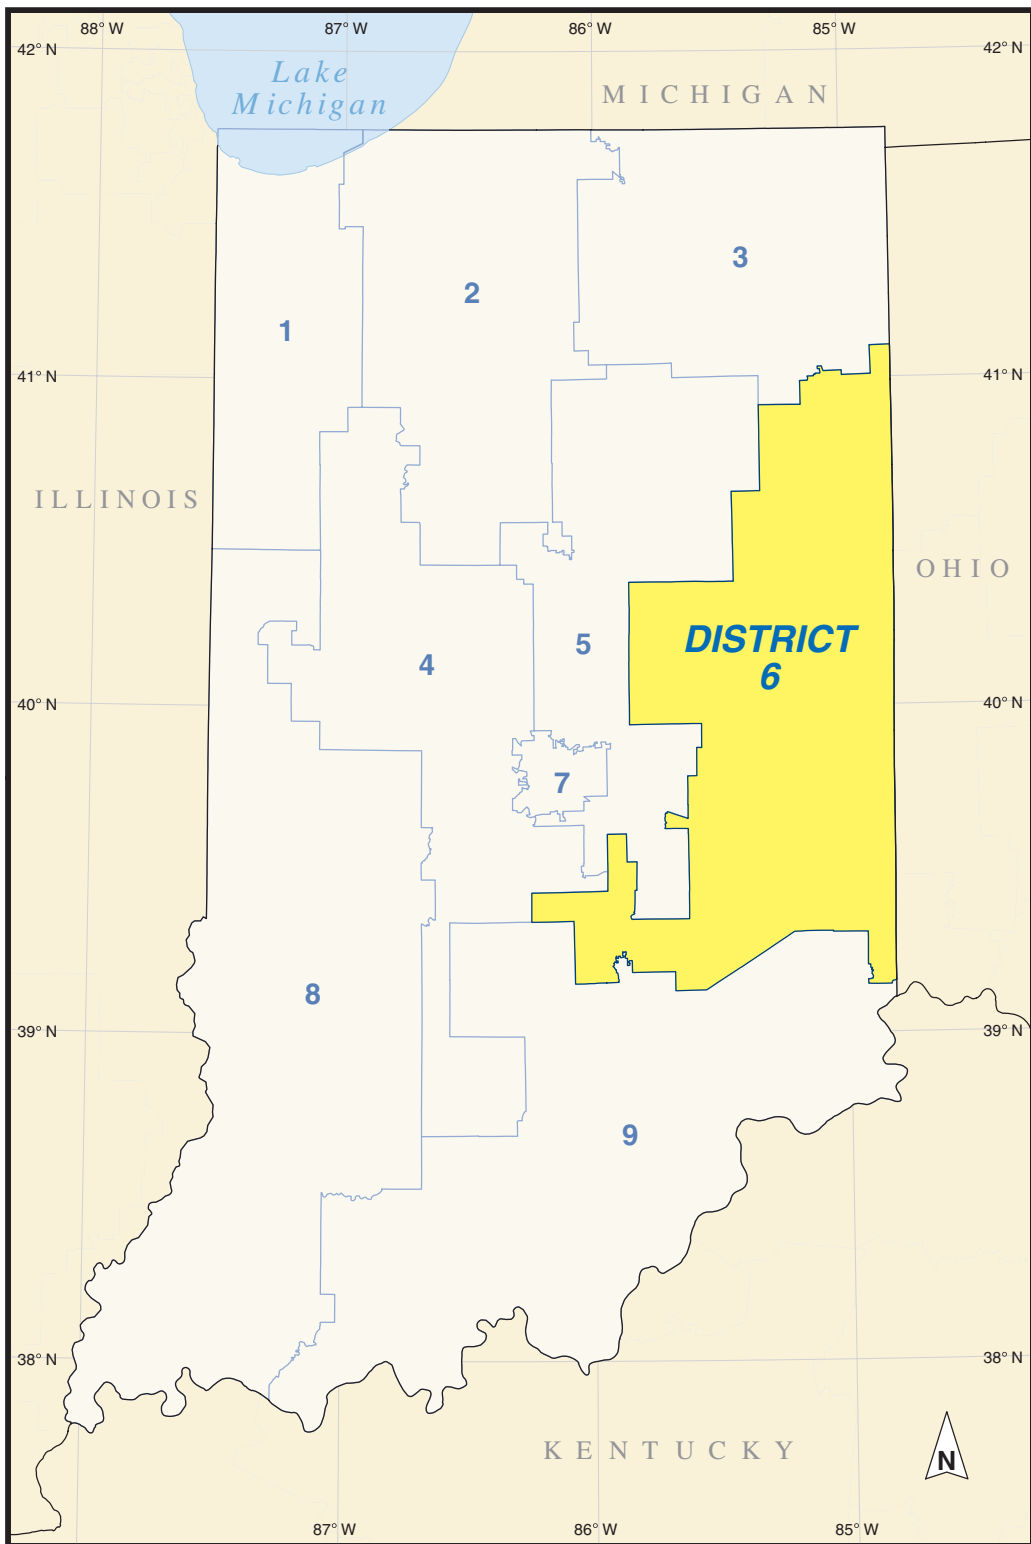 88° W 87° W 86° W 85° W
42° N 42° N
Lake
Michigan
MICHIGAN
3
2
1
41° N 41° N
ILLINOIS
OHIO
DISTRICT
6
5
4
40° N 40° N
7
8
39° N 39° N
9
38° N 38° N
KENTUCKY
N
87° W 86° W 85° W